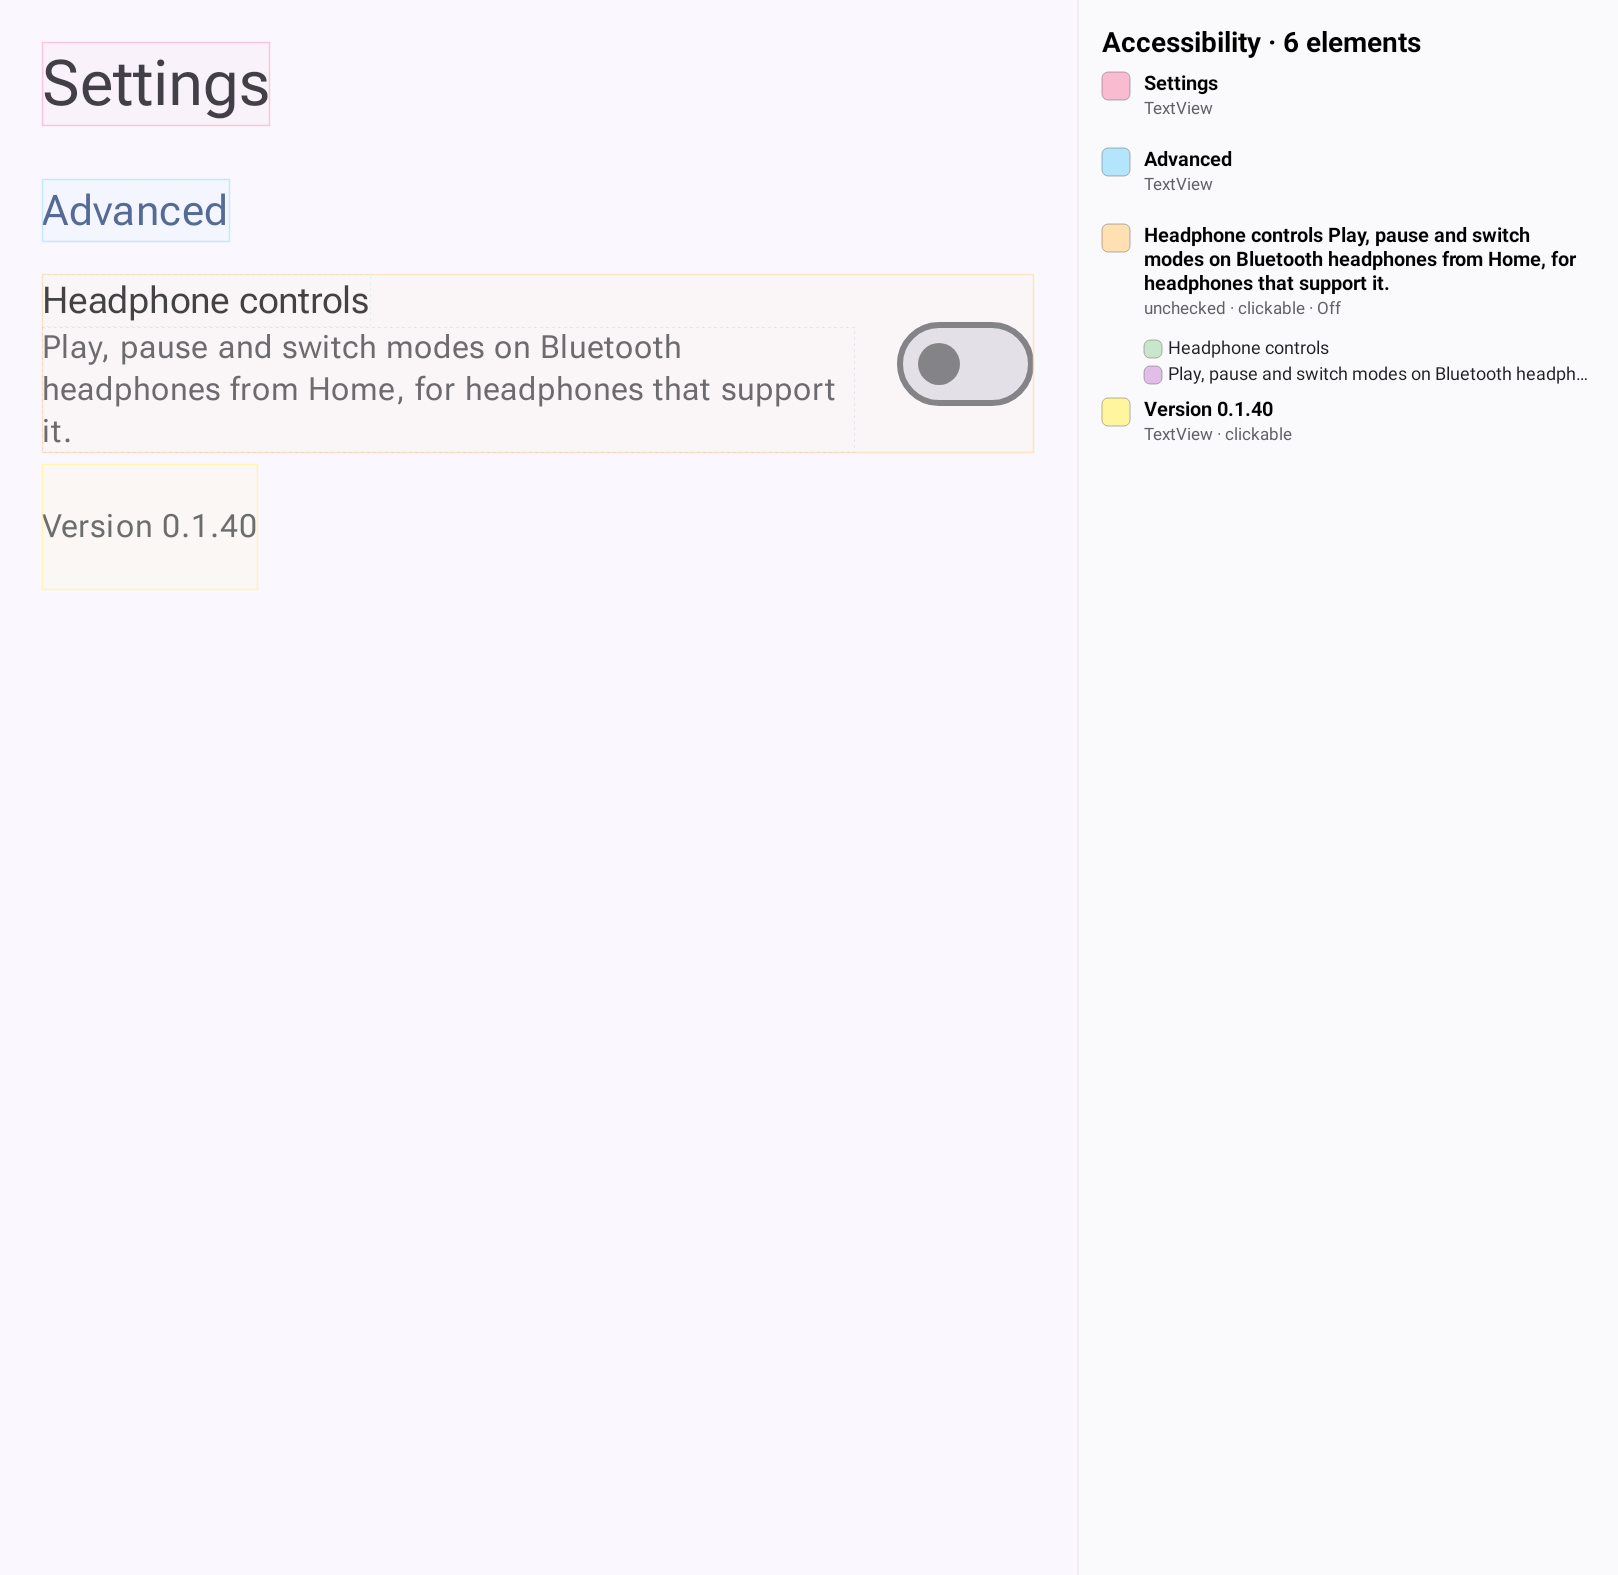 Settings
Advanced
Headphone controls
Play, pause and switch modes on Bluetooth
headphones from Home, for headphones that support
it.
Version 0.1.40
Accessibility · 6 elements
Settings
TextView
Advanced
TextView
Headphone controls Play, pause and switch
modes on Bluetooth headphones from Home, for
headphones that support it.
unchecked · clickable · Off
Headphone controls
Play, pause and switch modes on Bluetooth headph…
Version 0.1.40
TextView · clickable